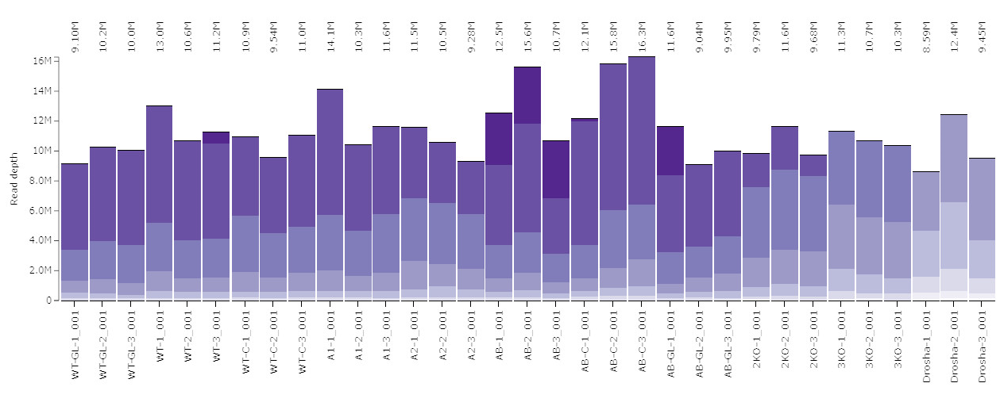 9.10M
10.2M
10.0M
13.0M
10.6M
11.2M
10.9M
9.54M
11.0M
14.1M
10.3M
11.6M
11.5M
10.5M
9.28M
12.5M
15.6M
10.7M
12.1M
15.8M
16.3M
11.6M
9.04M
9.95M
9.79M
11.6M
9.68M
11.3M
10.7M
10.3M
8.59M
12.4M
9.45M
Read depth
16M
14M
12M
10M
8.0M
6.0M
4.0M
2.0M
0
WT-GL-1_001
WT-GL-2_001
WT-GL-3_001
WT-1_001
WT-2_001
WT-3_001
WT-C-1_001
WT-C-2_001
WT-C-3_001
A1-1_001
A1-2_001
A1-3_001
A2-1_001
A2-2_001
A2-3_001
AB-1_001
AB-2_001
AB-3_001
AB-C-1_001
AB-C-2_001
AB-C-3_001
AB-GL-1_001
AB-GL-2_001
AB-GL-3_001
2KO-1_001
2KO-2_001
2KO-3_001
3KO-1_001
3KO-2_001
3KO-3_001
Drosha-1_001
Drosha-2_001
Drosha-3_001